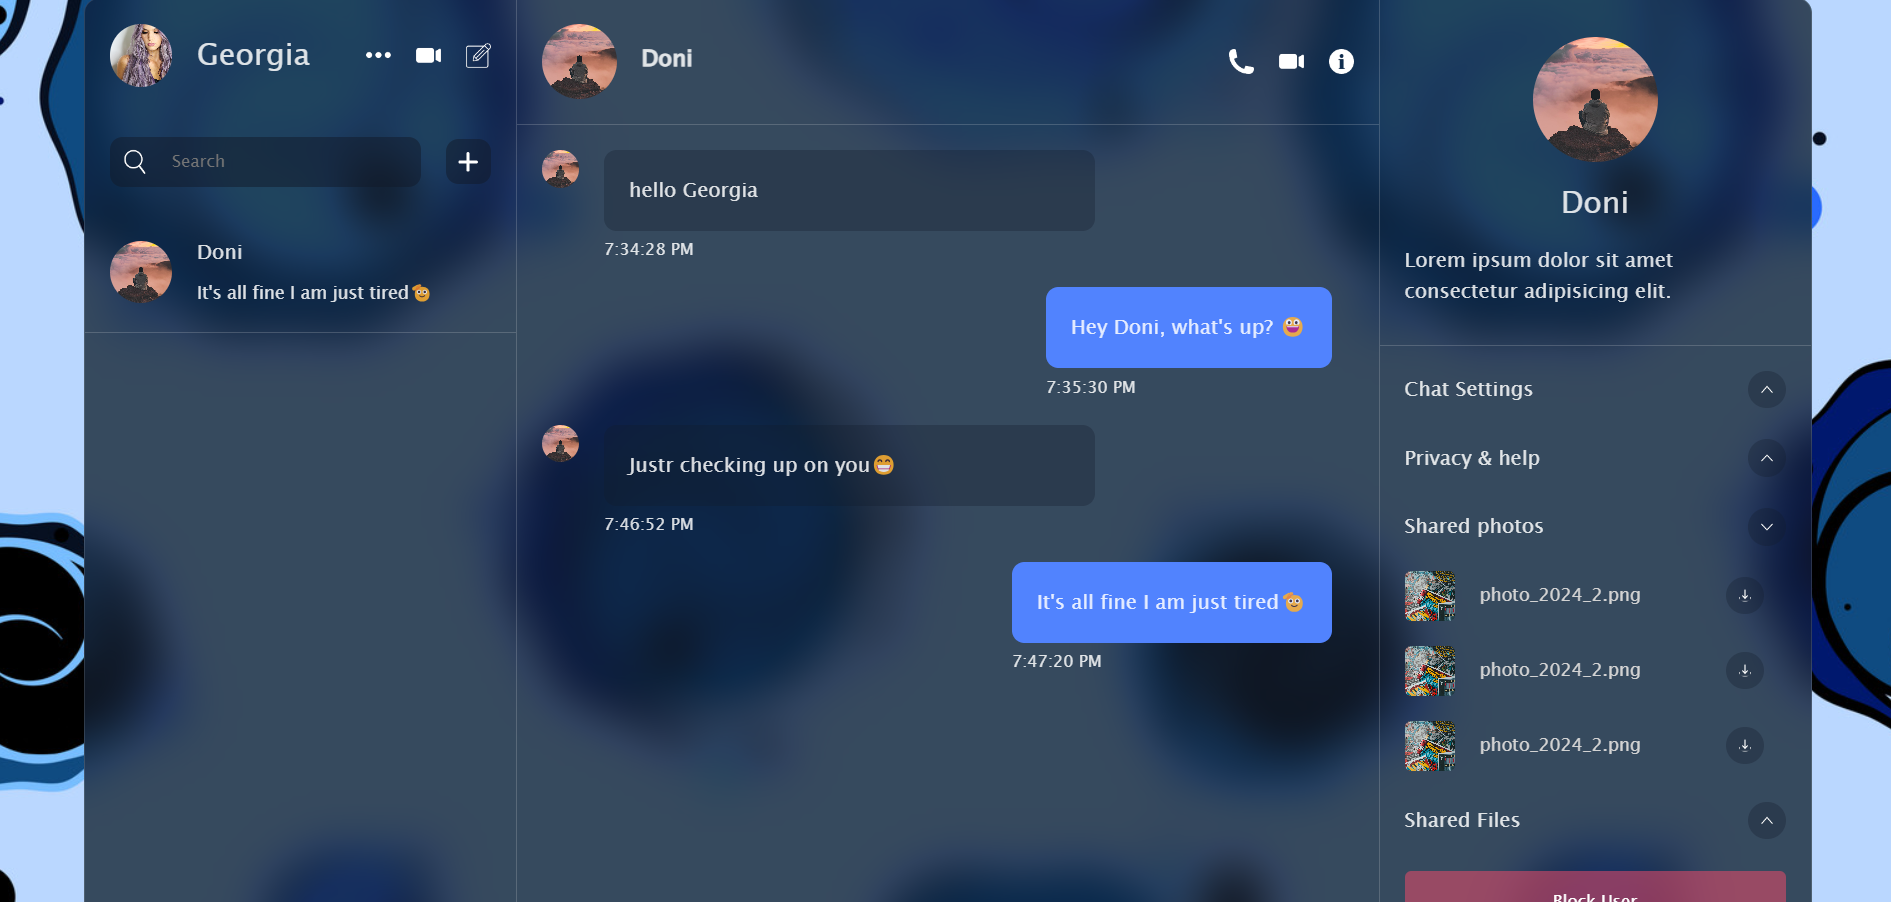 Georgia
Search
Doni
It's all fine I am just tired🫡
Doni
hello Georgia
7:34:28 PM
Hey Doni, what's up? 😀
7:35:30 PM
Justr checking up on you😁
7:46:52 PM
It's all fine I am just tired🫡
7:47:20 PM
Doni
Lorem ipsum dolor sit amet
consectetur adipisicing elit.
Chat Settings
Privacy & help
Shared photos
photo_2024_2.png
photo_2024_2.png
photo_2024_2.png
Shared Files
Block User